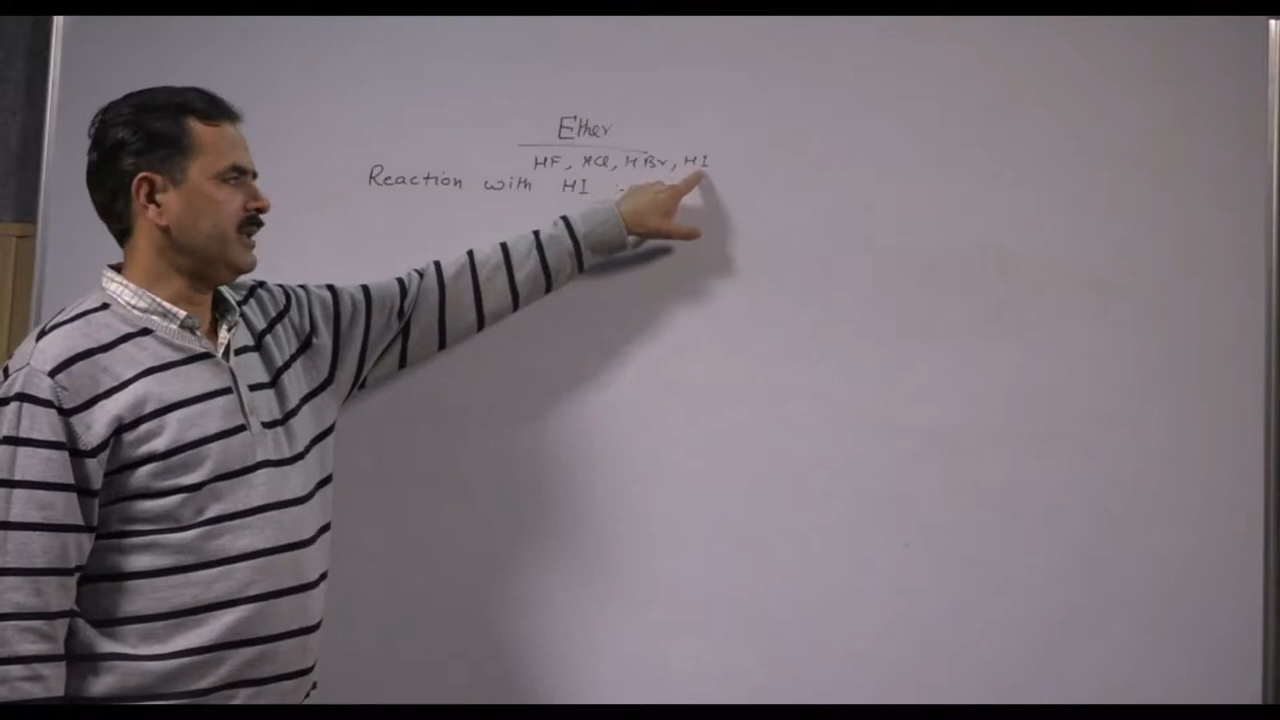 Ether
HF, HCl, HBr, HI
Reaction with HI :